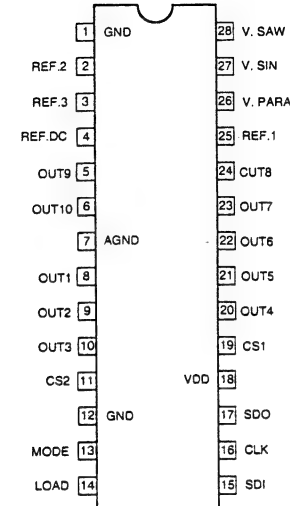 1 GND 28 V. SAW
REF.2 2 27 V. SIN
REF.3 3 26 V. PARA
REF.DC 4 25 REF.1
OUT9 5 24 CUT8
OUT10 6 23 OUT7
7 AGND 22 OUT6
OUT1 8 21 OUT5
OUT2 9 20 OUT4
OUT3 10 19 CS1
CS2 11 VDD 18
12 GND 17 SDO
MODE 13 16 CLK
LOAD 14 15 SDI